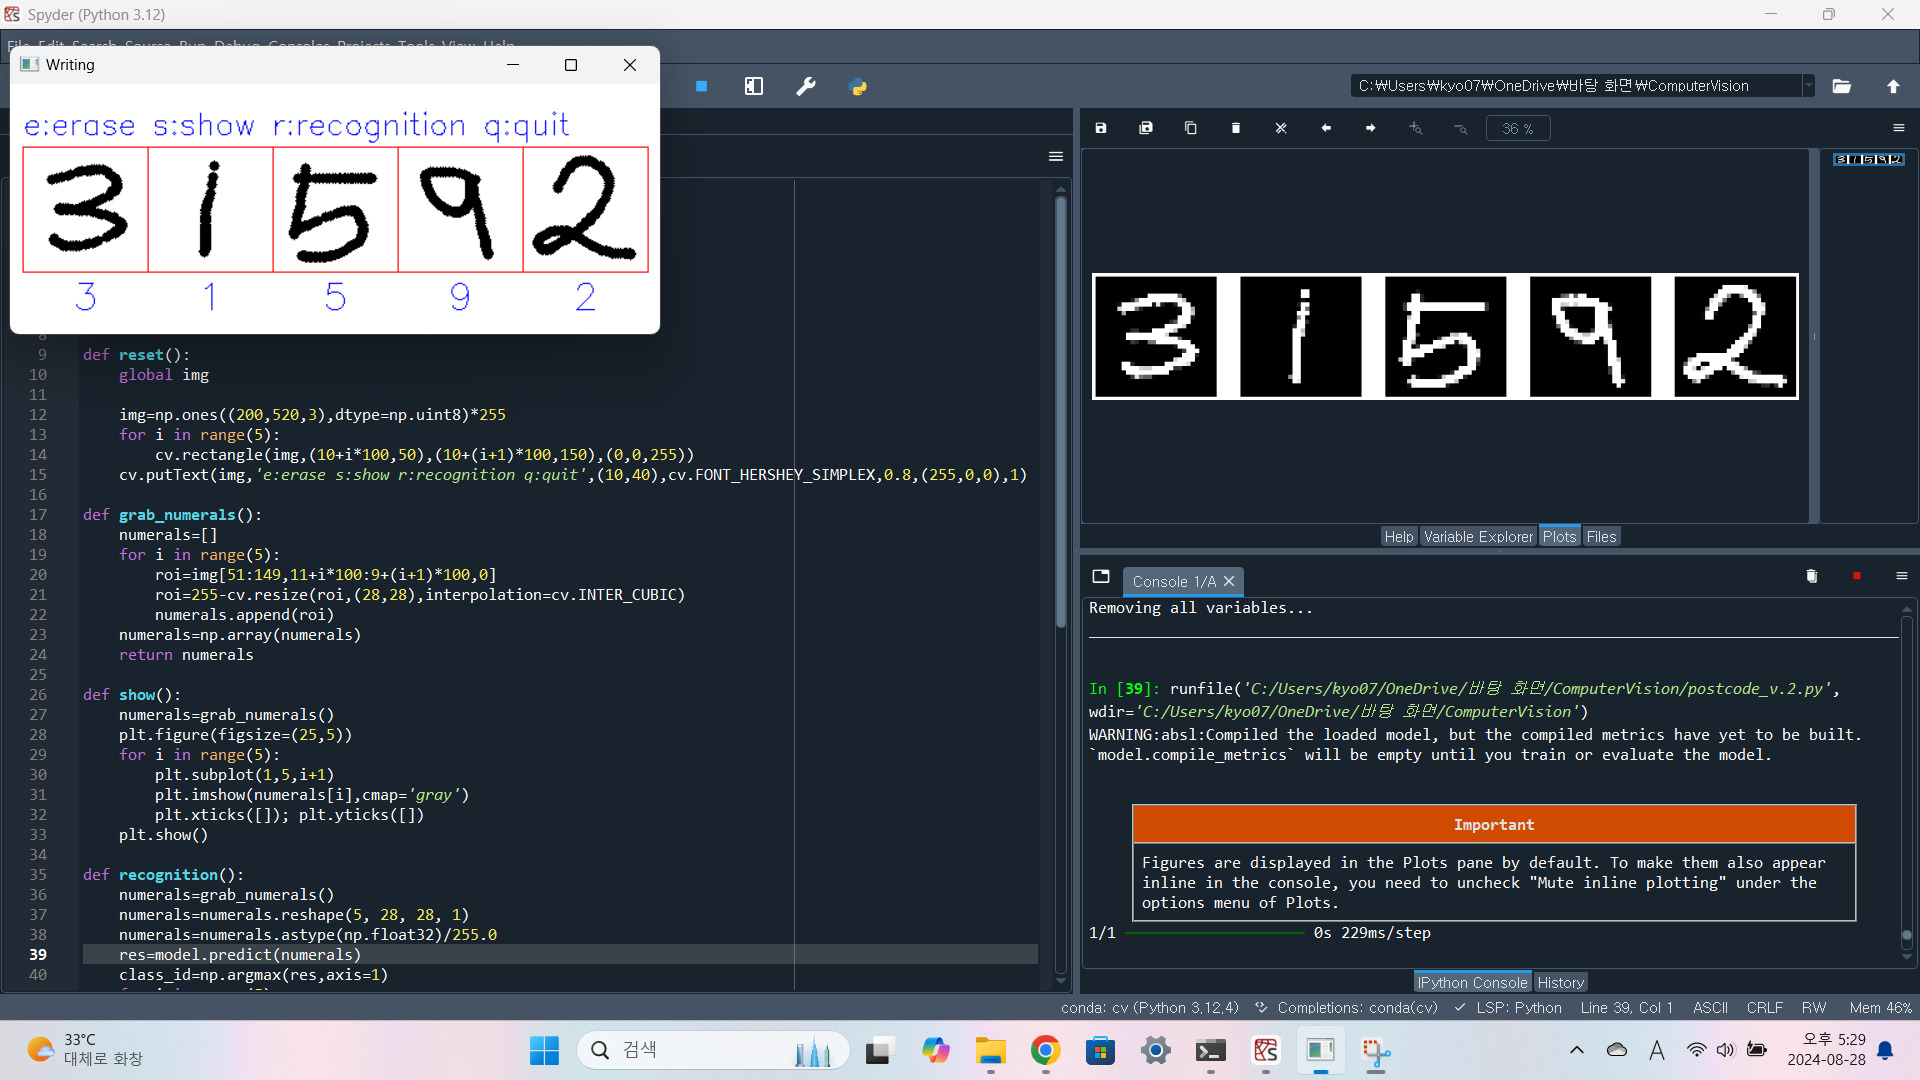 Spyder (Python 3.12)
File Edit Search Source Run Debug Consoles Projects Tools View Help
Writing
e:erase s:show r:recognition q:quit
3 1 5 9 2
3 1 5 9 2
C:₩Users₩kyo07₩OneDrive₩바탕 화면₩ComputerVision
8
9 def reset():
10 global img
11
12 img=np.ones((200,520,3),dtype=np.uint8)*255
13 for i in range(5):
14 cv.rectangle(img,(10+i*100,50),(10+(i+1)*100,150),(0,0,255))
15 cv.putText(img,'e:erase s:show r:recognition q:quit',(10,40),cv.FONT_HERSHEY_SIMPLEX,0.8,(255,0,0),1)
16
17 def grab_numerals():
18 numerals=[]
19 for i in range(5):
20 roi=img[51:149,11+i*100:9+(i+1)*100,0]
21 roi=255-cv.resize(roi,(28,28),interpolation=cv.INTER_CUBIC)
22 numerals.append(roi)
23 numerals=np.array(numerals)
24 return numerals
25
26 def show():
27 numerals=grab_numerals()
28 plt.figure(figsize=(25,5))
29 for i in range(5):
30 plt.subplot(1,5,i+1)
31 plt.imshow(numerals[i],cmap='gray')
32 plt.xticks([]); plt.yticks([])
33 plt.show()
34
35 def recognition():
36 numerals=grab_numerals()
37 numerals=numerals.reshape(5, 28, 28, 1)
38 numerals=numerals.astype(np.float32)/255.0
39 res=model.predict(numerals)
40 class_id=np.argmax(res,axis=1)
36 %
3 1 5 9 2
3 1 5 9 2
Help Variable Explorer Plots Files
Console 1/A
Removing all variables...
In [39]: runfile('C:/Users/kyo07/OneDrive/바탕 화면/ComputerVision/postcode_v.2.py',
wdir='C:/Users/kyo07/OneDrive/바탕 화면/ComputerVision')
WARNING:absl:Compiled the loaded model, but the compiled metrics have yet to be built.
`model.compile_metrics` will be empty until you train or evaluate the model.
Important
Figures are displayed in the Plots pane by default. To make them also appear
inline in the console, you need to uncheck "Mute inline plotting" under the
options menu of Plots.
1/1 0s 229ms/step
IPython Console History
conda: cv (Python 3.12.4) Completions: conda(cv) LSP: Python Line 39, Col 1 ASCII CRLF RW Mem 46%
33°C
대체로 화창
검색
A
오후 5:29
2024-08-28